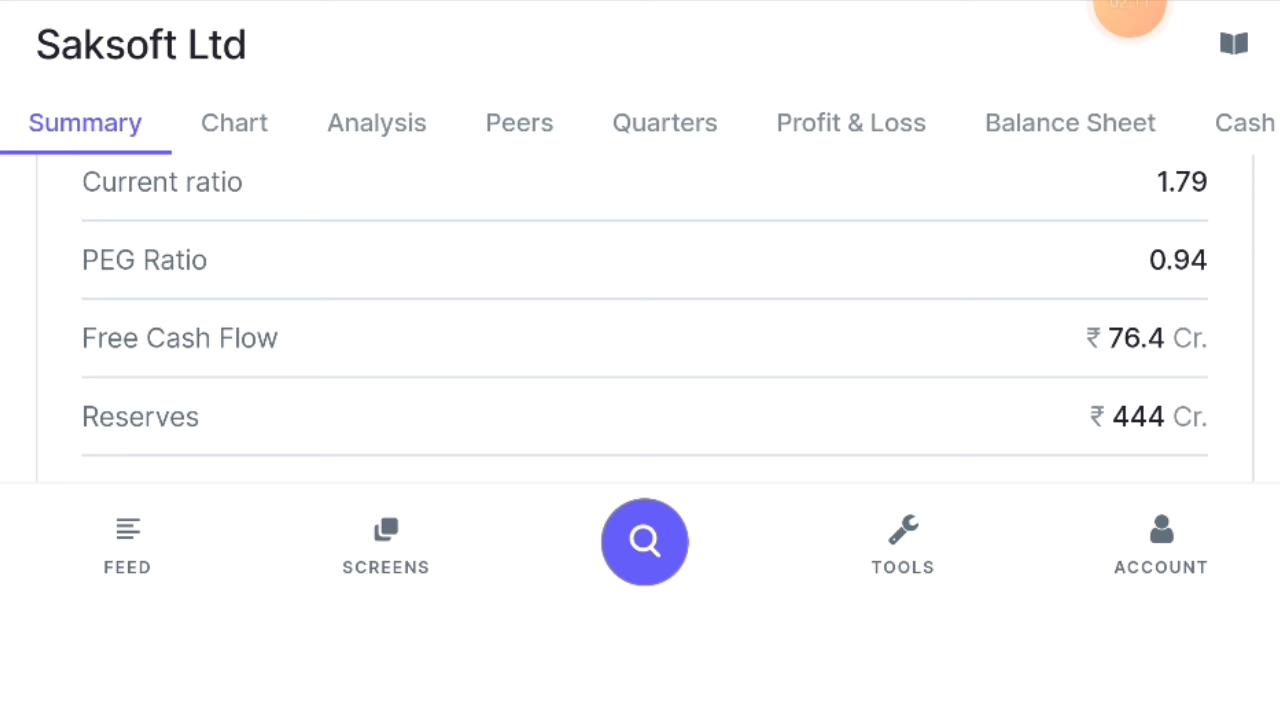 Saksoft Ltd
Summary Chart Analysis Peers Quarters Profit & Loss Balance Sheet Cash
Current ratio 1.79
PEG Ratio 0.94
Free Cash Flow ₹ 76.4 Cr.
Reserves ₹ 444 Cr.
FEED SCREENS TOOLS ACCOUNT